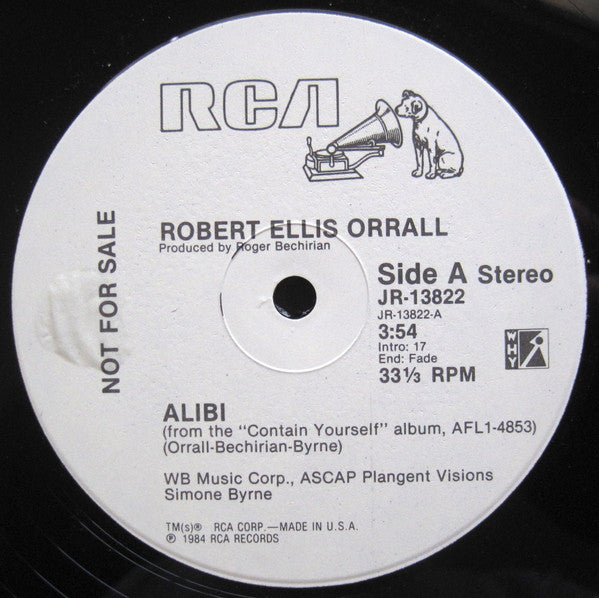 RCA
NOT FOR SALE
ROBERT ELLIS ORRALL
Produced by Roger Bechirian
Side A Stereo
JR-13822
JR-13822-A
3:54
Intro: 17
End: Fade
33⅓ RPM
WHY
ALIBI
(from the "Contain Yourself" album, AFL1-4853)
(Orrall-Bechirian-Byrne)
WB Music Corp., ASCAP Plangent Visions
Simone Byrne
TM(s)® RCA CORP.—MADE IN U.S.A.
℗ 1984 RCA RECORDS